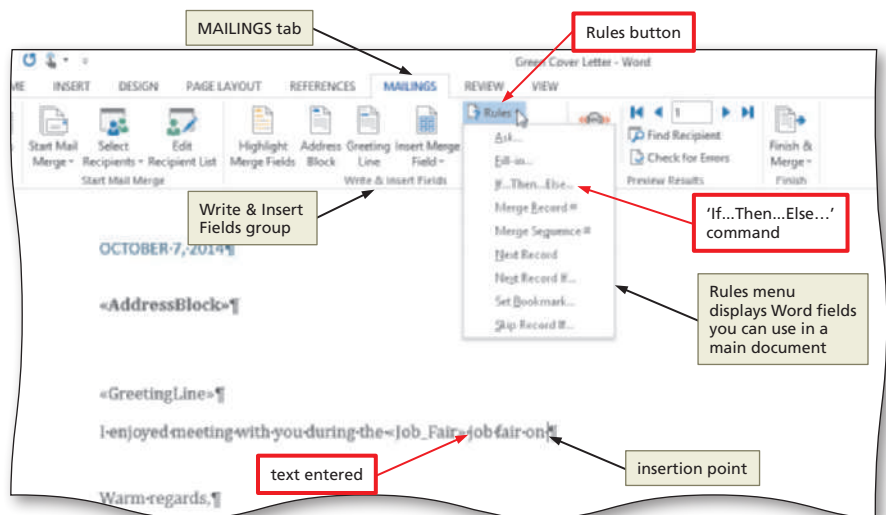 MAILINGS tab
Rules button
Green Cover Letter - Word
ME INSERT DESIGN PAGE LAYOUT REFERENCES MAILINGS REVIEW VIEW
Rules
Start Mail Merge
Select Recipients
Edit Recipient List
Highlight Merge Fields
Address Block
Greeting Line
Insert Merge Field
1
Find Recipient
Check for Errors
Finish & Merge
Start Mail Merge
Write & Insert Fields
Preview Results
Finish
Ask...
Fill-in...
If...Then...Else...
Merge Record #
Merge Sequence #
Next Record
Next Record If...
Set Bookmark...
Skip Record If...
Write & Insert
Fields group
'If...Then...Else...'
command
Rules menu
displays Word fields
you can use in a
main document
OCTOBER·7,·2014¶
«AddressBlock»¶
«GreetingLine»¶
I·enjoyed·meeting·with·you·during·the·«Job_Fair»·job·fair·on·¶
text entered
insertion point
Warm·regards,¶